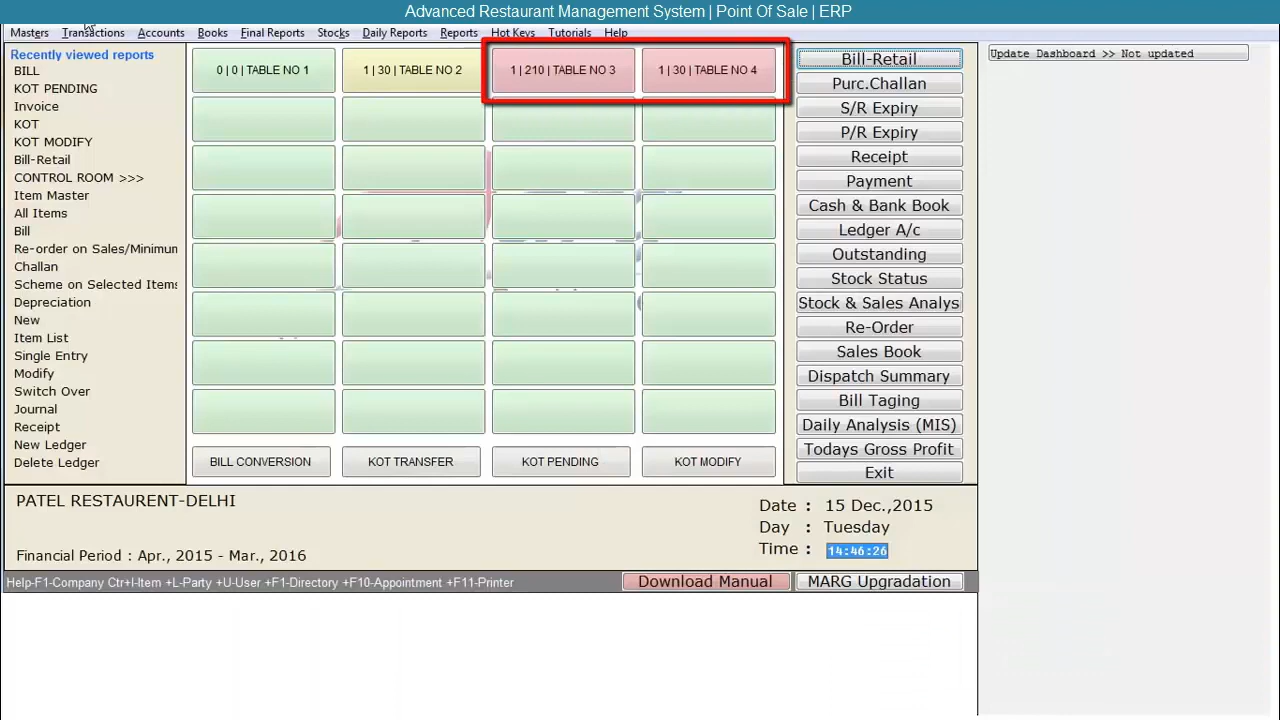 Advanced Restaurant Management System | Point Of Sale | ERP
Masters Transactions Accounts Books Final Reports Stocks Daily Reports Reports Hot Keys Tutorials Help
Recently viewed reports
BILL
KOT PENDING
Invoice
KOT
KOT MODIFY
Bill-Retail
CONTROL ROOM >>>
Item Master
All Items
Bill
Re-order on Sales/Minimum
Challan
Scheme on Selected Items
Depreciation
New
Item List
Single Entry
Modify
Switch Over
Journal
Receipt
New Ledger
Delete Ledger
0 | 0 | TABLE NO 1
1 | 30 | TABLE NO 2
1 | 210 | TABLE NO 3
1 | 30 | TABLE NO 4
BILL CONVERSION
KOT TRANSFER
KOT PENDING
KOT MODIFY
Bill-Retail
Purc.Challan
S/R Expiry
P/R Expiry
Receipt
Payment
Cash & Bank Book
Ledger A/c
Outstanding
Stock Status
Stock & Sales Analys
Re-Order
Sales Book
Dispatch Summary
Bill Taging
Daily Analysis (MIS)
Todays Gross Profit
Exit
Update Dashboard >> Not updated
PATEL RESTAURENT-DELHI
Financial Period : Apr., 2015 - Mar., 2016
Date : 15 Dec.,2015
Day : Tuesday
Time : 14:46:26
Help-F1-Company Ctr+I-Item +L-Party +U-User +F1-Directory +F10-Appointment +F11-Printer
Download Manual
MARG Upgradation